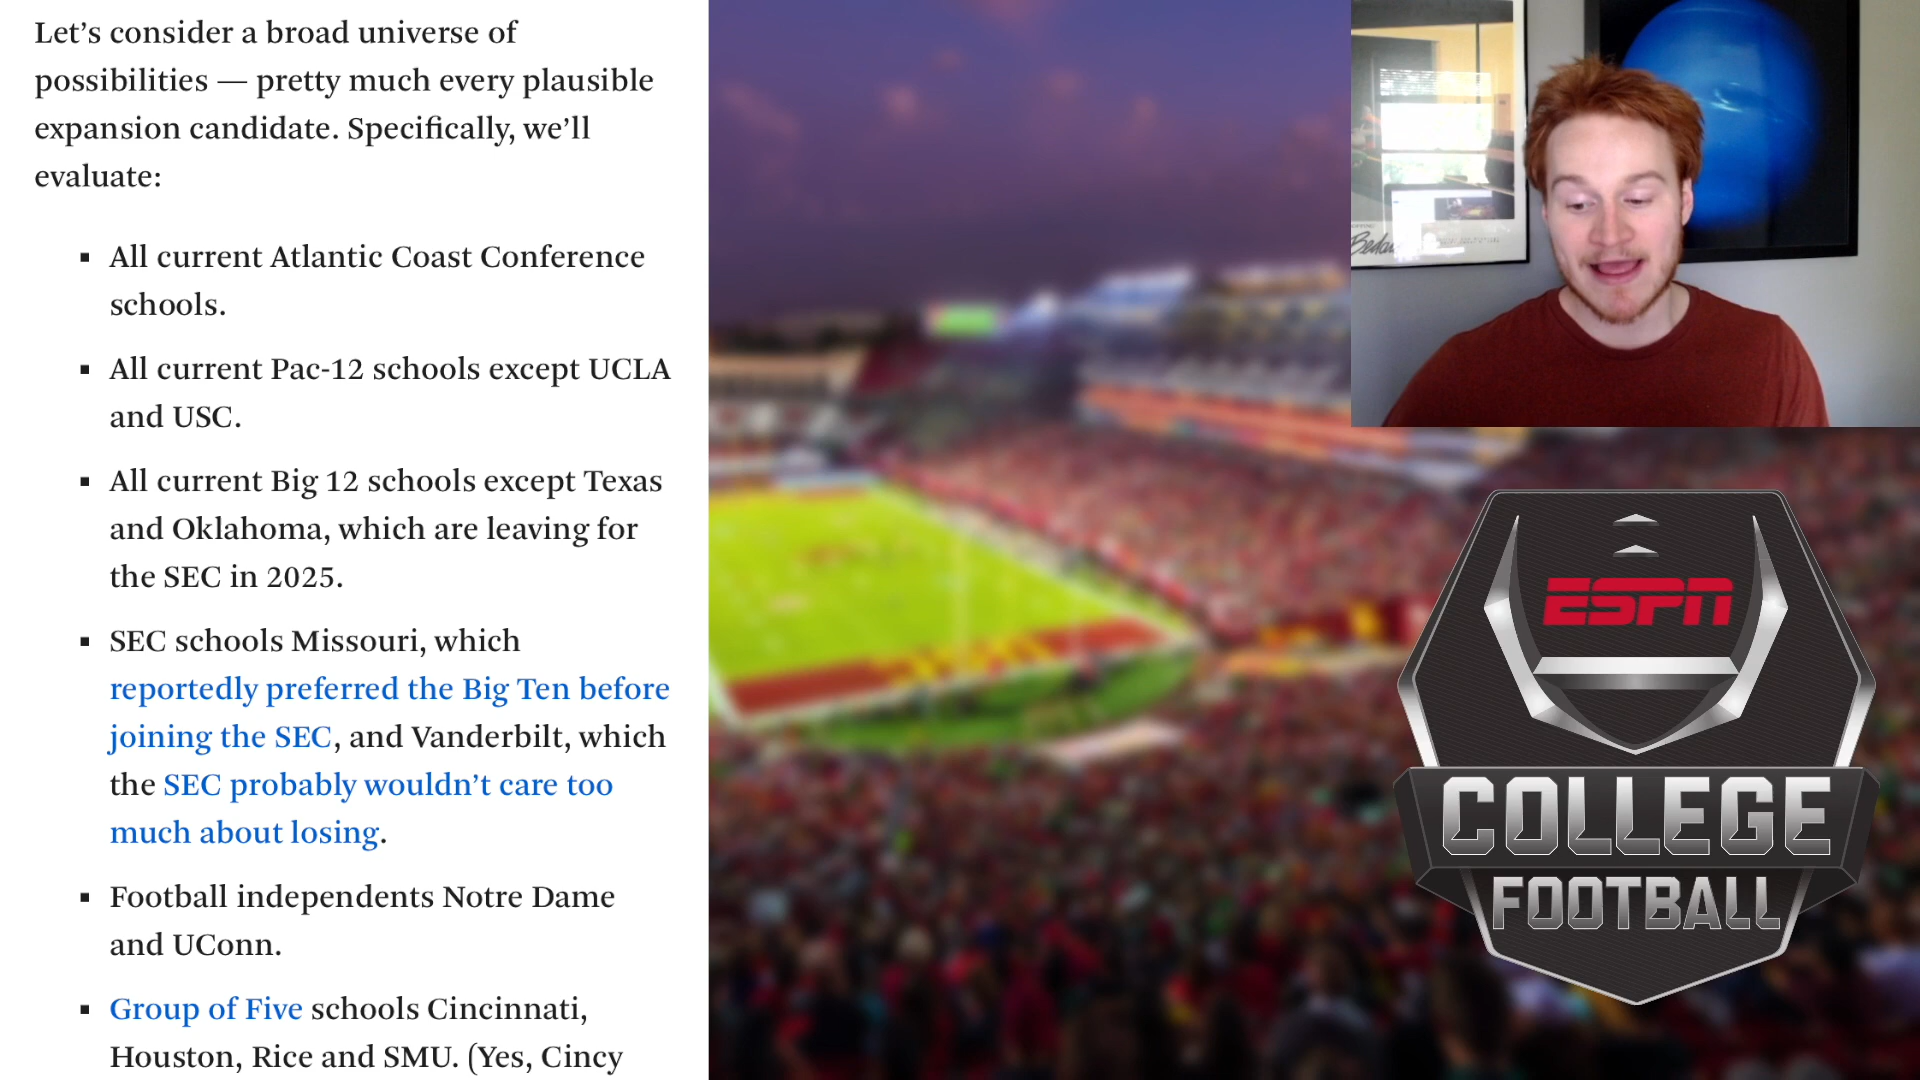 Let’s consider a broad universe of
possibilities — pretty much every plausible
expansion candidate. Specifically, we’ll
evaluate:
▪ All current Atlantic Coast Conference
schools.
▪ All current Pac-12 schools except UCLA
and USC.
▪ All current Big 12 schools except Texas
and Oklahoma, which are leaving for
the SEC in 2025.
▪ SEC schools Missouri, which
reportedly preferred the Big Ten before
joining the SEC, and Vanderbilt, which
the SEC probably wouldn’t care too
much about losing.
▪ Football independents Notre Dame
and UConn.
▪ Group of Five schools Cincinnati,
Houston, Rice and SMU. (Yes, Cincy
ESPN
COLLEGE
FOOTBALL